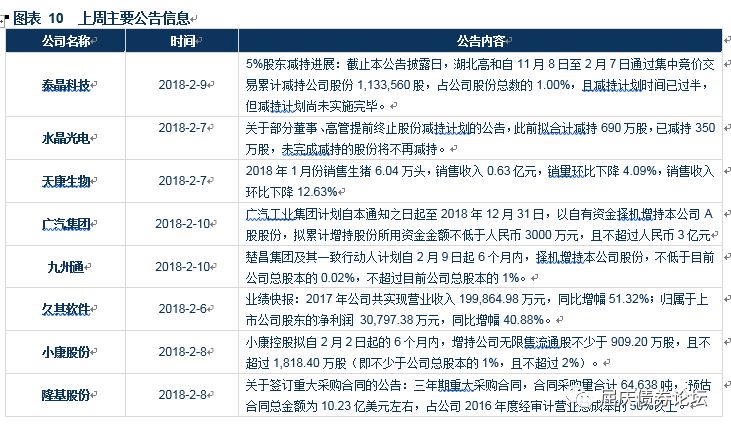 图表 10 上周主要公告信息
公司名称 时间 公告内容
泰晶科技 2018-2-9 5%股东减持进展：截止本公告披露日，湖北高和自 11 月 8 日至 2 月 7 日通过集中竞价交
易累计减持公司股份 1,133,560 股，占公司股份总数的 1.00%，且减持计划时间已过半，
但减持计划尚未实施完毕。
水晶光电 2018-2-7 关于部分董事、高管提前终止股份减持计划的公告，此前拟合计减持 690 万股，已减持 350
万股，未完成减持的股份将不再减持。
天康生物 2018-2-7 2018 年 1 月份销售生猪 6.04 万头，销售收入 0.63 亿元，销量环比下降 4.09%，销售收入
环比下降 12.63%
广汽集团 2018-2-10 广汽工业集团计划自本通知之日起至 2018 年 12 月 31 日，以自有资金择机增持本公司 A
股股份，拟累计增持股份所用资金金额不低于人民币 3000 万元，且不超过人民币 3 亿元
九州通 2018-2-10 楚昌集团及其一致行动人计划自 2 月 9 日起 6 个月内，择机增持本公司股份，不低于目前
公司总股本的 0.02%，不超过目前公司总股本的 1%。
久其软件 2018-2-6 业绩快报：2017 年公司共实现营业收入 199,864.98 万元，同比增幅 51.32%；归属于上
市公司股东的净利润 30,797.38 万元，同比增幅 40.88%。
小康股份 2018-2-8 小康控股拟自 2 月 2 日起的 6 个月内，增持公司无限售流通股不少于 909.20 万股，且不
超过 1,818.40 万股（即不少于公司总股本的 1%，且不超过 2%）。
隆基股份 2018-2-8 关于签订重大采购合同的公告：三年期重大采购合同，合同采购量合计 64,638 吨，预估
合同总金额为 10.23 亿美元左右，占公司 2016 年度经审计营业总成本的 50%以上。
屈庆债券论坛